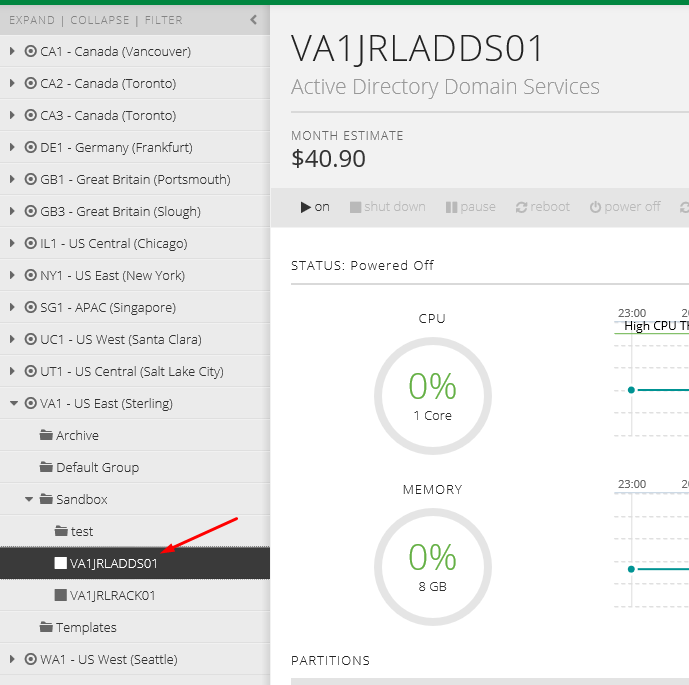 EXPAND | COLLAPSE | FILTER
CA1 - Canada (Vancouver)
CA2 - Canada (Toronto)
CA3 - Canada (Toronto)
DE1 - Germany (Frankfurt)
GB1 - Great Britain (Portsmouth)
GB3 - Great Britain (Slough)
IL1 - US Central (Chicago)
NY1 - US East (New York)
SG1 - APAC (Singapore)
UC1 - US West (Santa Clara)
UT1 - US Central (Salt Lake City)
VA1 - US East (Sterling)
Archive
Default Group
Sandbox
test
VA1JRLADDS01
VA1JRLRACK01
Templates
WA1 - US West (Seattle)
VA1JRLADDS01
Active Directory Domain Services
MONTH ESTIMATE
$40.90
on shut down pause reboot power off
STATUS: Powered Off
CPU
0%
1 Core
23:00
High CPU
MEMORY
0%
8 GB
23:00
PARTITIONS